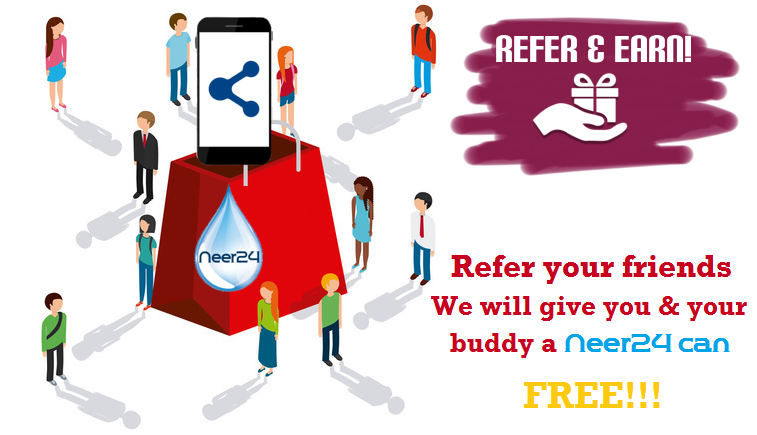 REFER & EARN!
Neer24
Refer your friends
We will give you & your
buddy a Neer24 can
FREE!!!